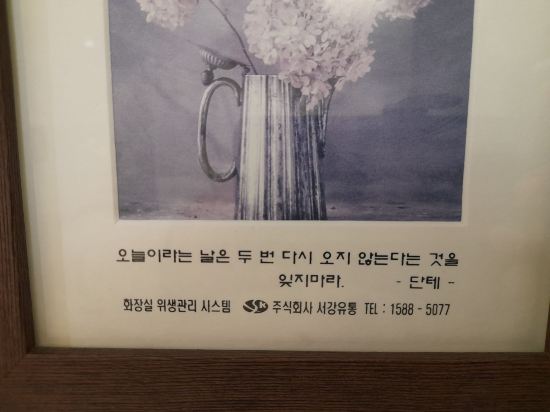 오늘이라는 날은 두 번 다시 오지 않는다는 것을
잊지마라. - 단테 -
화장실 위생관리 시스템 SSK 주식회사 서강유통 TEL : 1588 - 5077